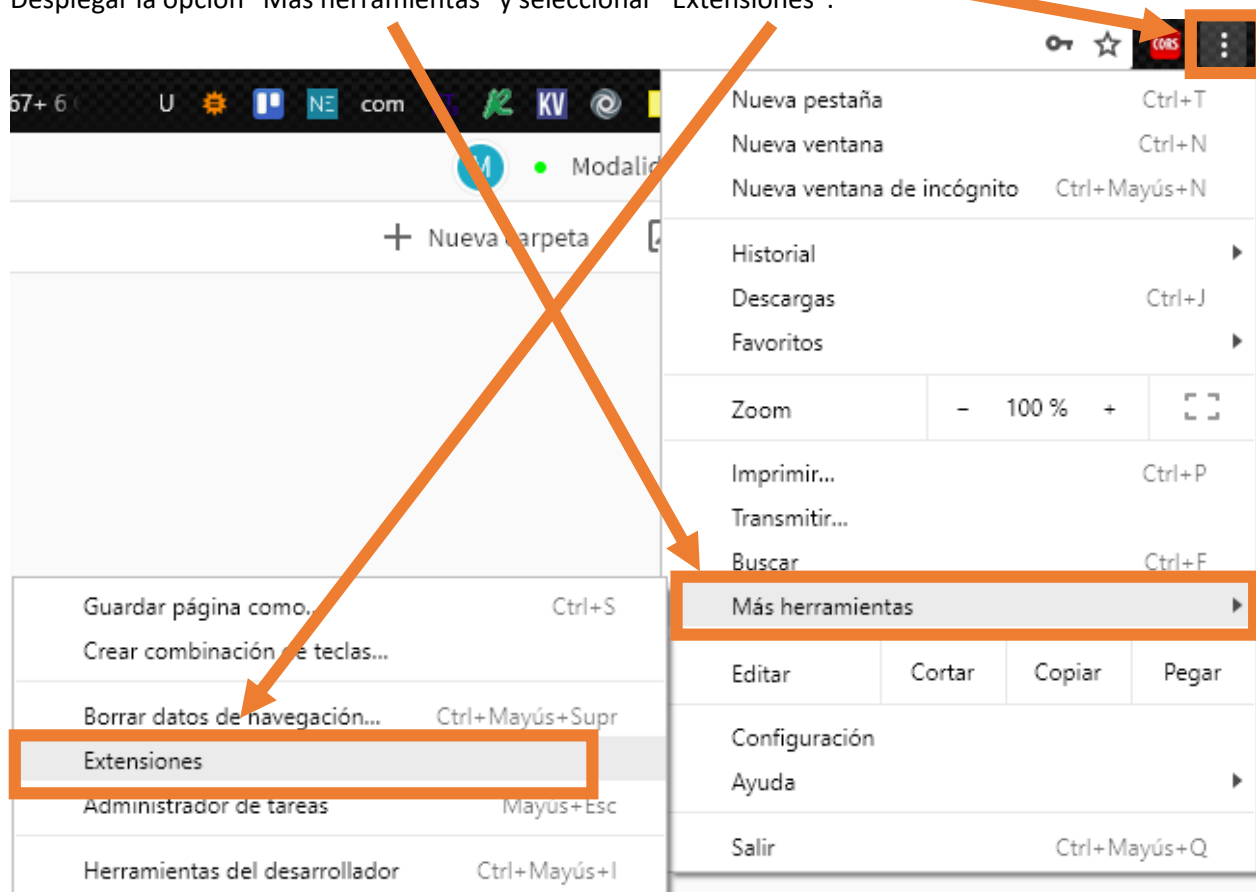 Desplegar la opción "Más herramientas" y seleccionar "Extensiones".
CORS
67+ 6
U NE com KV
Nueva pestaña Ctrl+T
M Modalid
Nueva ventana Ctrl+N
Nueva ventana de incógnito Ctrl+Mayús+N
+ Nueva carpeta
Historial
Descargas Ctrl+J
Favoritos
Zoom - 100 % +
Imprimir... Ctrl+P
Transmitir...
Buscar Ctrl+F
Más herramientas
Editar Cortar Copiar Pegar
Configuración
Ayuda
Salir Ctrl+Mayús+Q
Guardar página como... Ctrl+S
Crear combinación de teclas...
Borrar datos de navegación... Ctrl+Mayús+Supr
Extensiones
Administrador de tareas Mayús+Esc
Herramientas del desarrollador Ctrl+Mayús+I